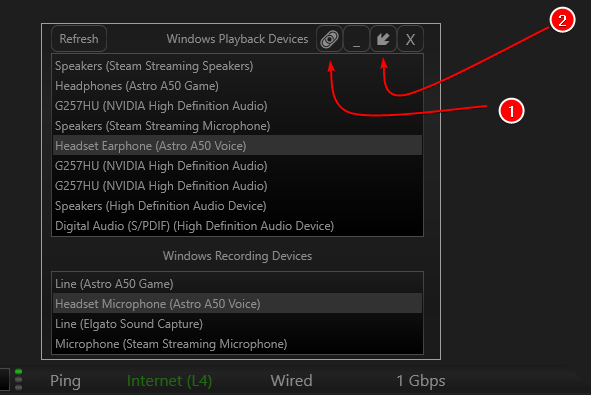 2
Refresh Windows Playback Devices _ X
Speakers (Steam Streaming Speakers)
Headphones (Astro A50 Game)
1
G257HU (NVIDIA High Definition Audio)
Speakers (Steam Streaming Microphone)
Headset Earphone (Astro A50 Voice)
G257HU (NVIDIA High Definition Audio)
G257HU (NVIDIA High Definition Audio)
Speakers (High Definition Audio Device)
Digital Audio (S/PDIF) (High Definition Audio Device)
Windows Recording Devices
Line (Astro A50 Game)
Headset Microphone (Astro A50 Voice)
Line (Elgato Sound Capture)
Microphone (Steam Streaming Microphone)
Ping Internet (L4) Wired 1 Gbps